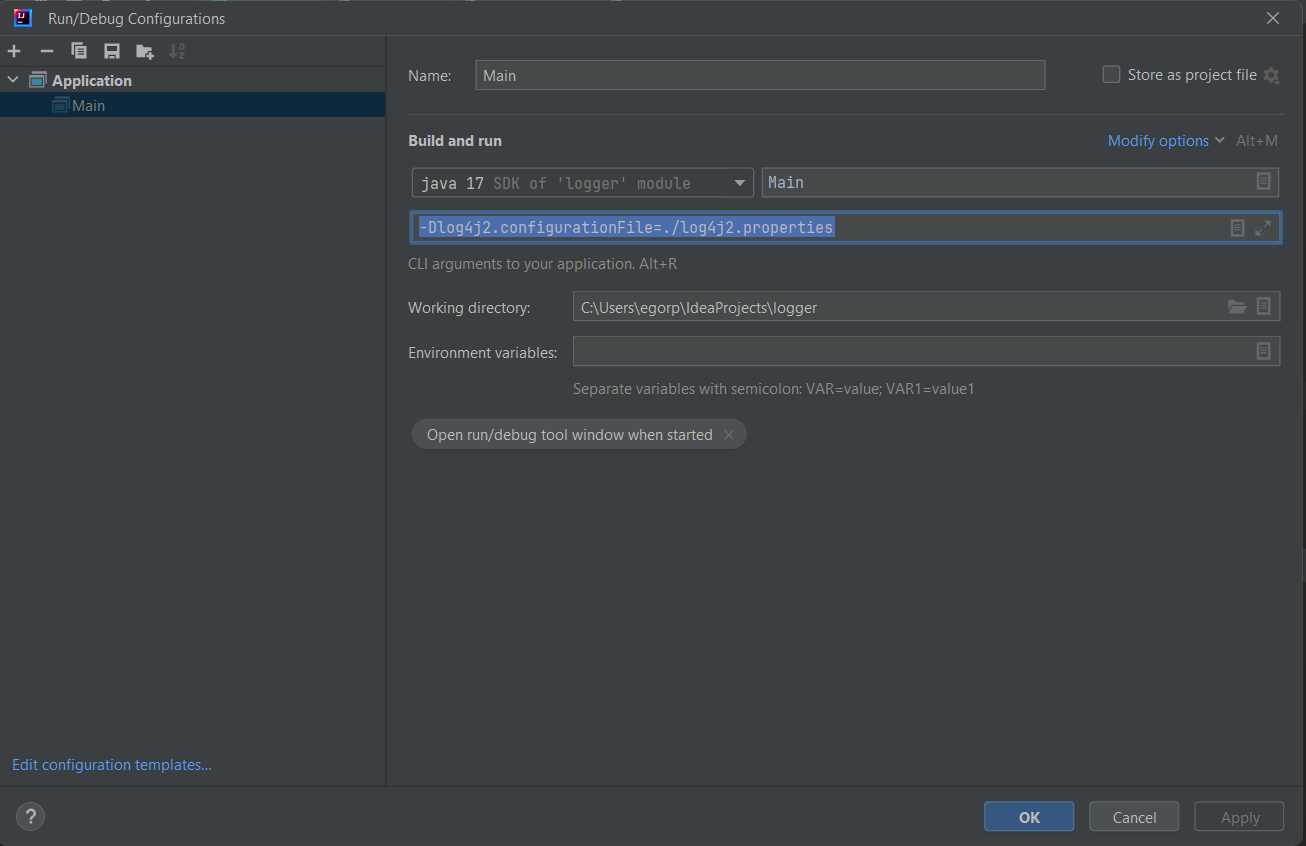 Run/Debug Configurations
Application
Main
Name:
Main
Store as project file
Build and run
Modify options
Alt+M
java 17 SDK of 'logger' module
Main
-Dlog4j2.configurationFile=./log4j2.properties
CLI arguments to your application. Alt+R
Working directory:
C:\Users\egorp\IdeaProjects\logger
Environment variables:
Separate variables with semicolon: VAR=value; VAR1=value1
Open run/debug tool window when started
Edit configuration templates...
?
OK
Cancel
Apply